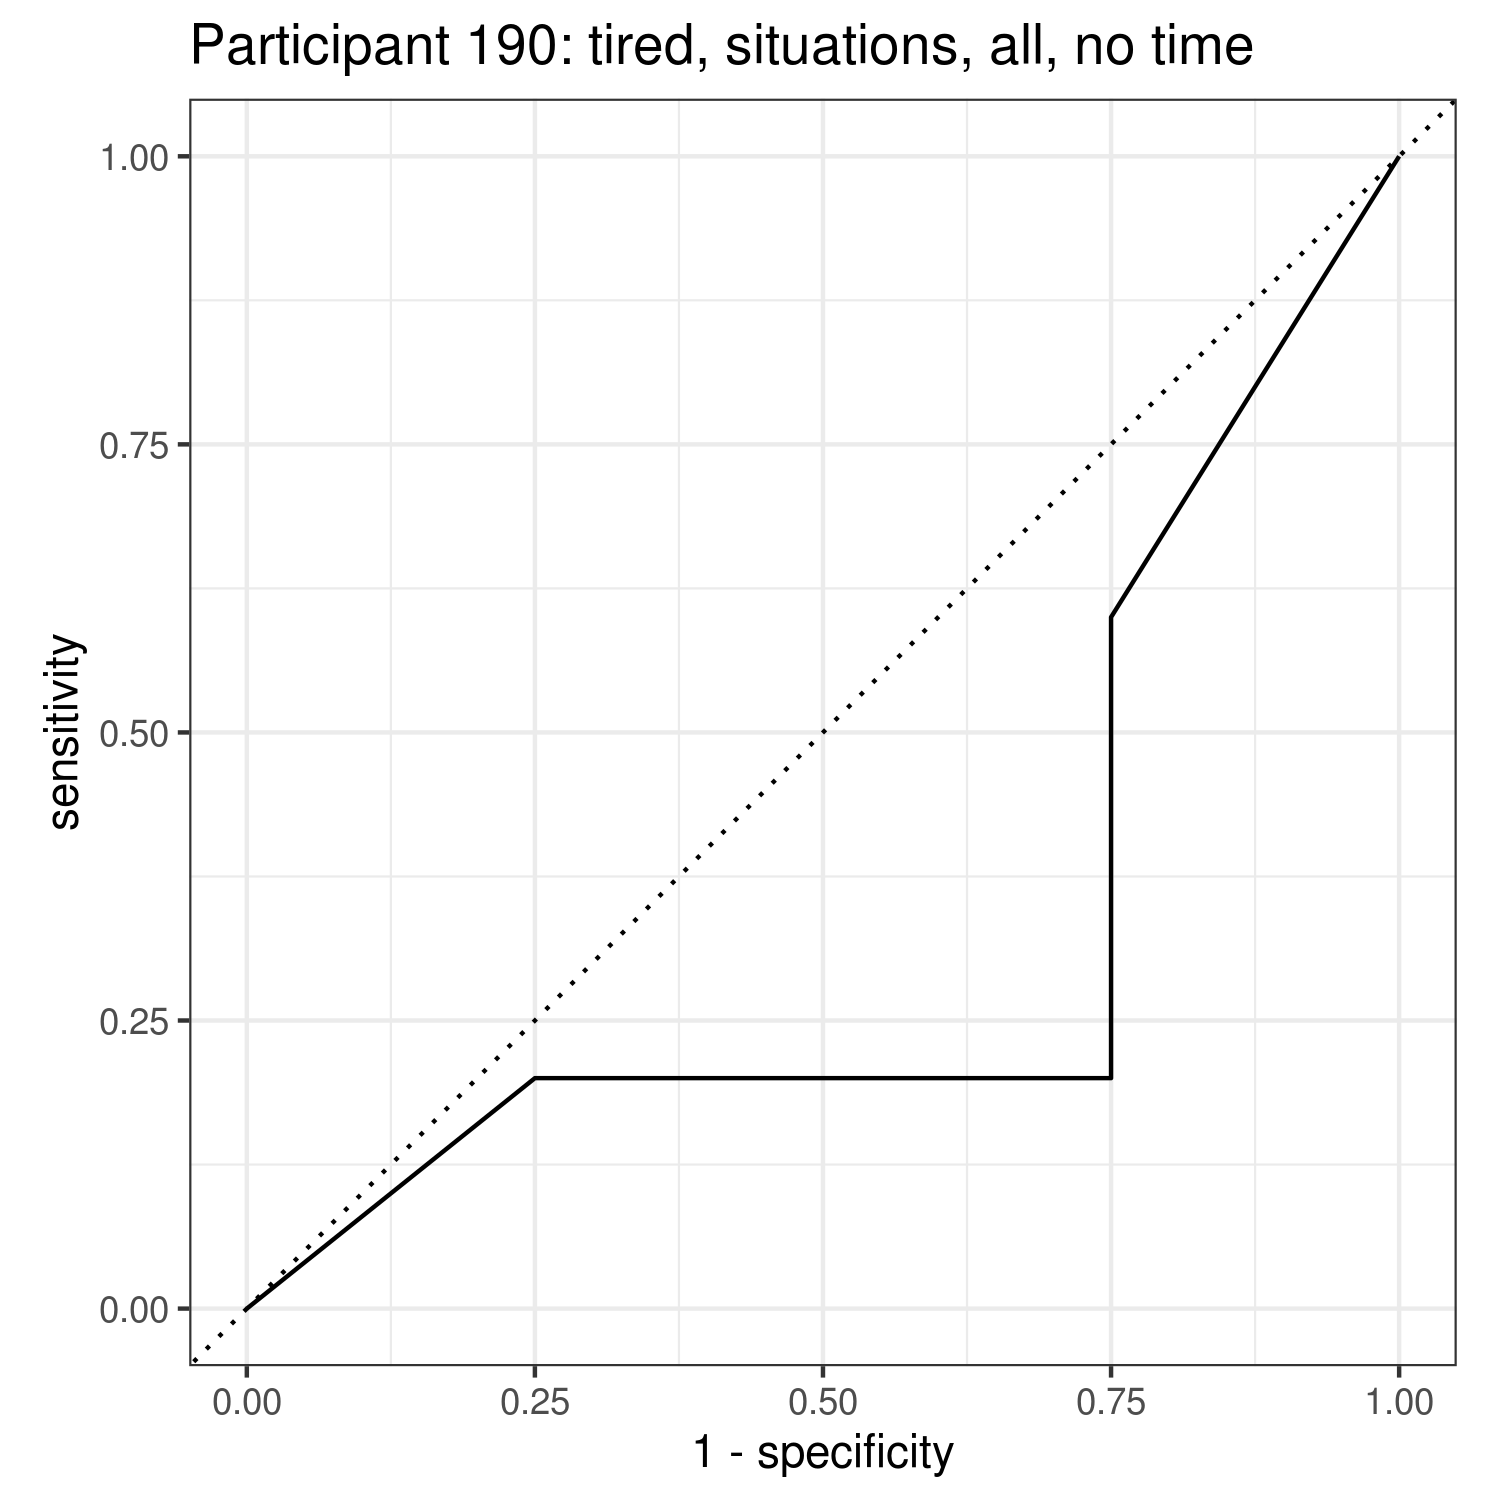 Participant 190: tired, situations, all, no time
1.00
0.75
0.50
0.25
0.00
sensitivity
0.00 0.25 0.50 0.75 1.00
1 - specificity